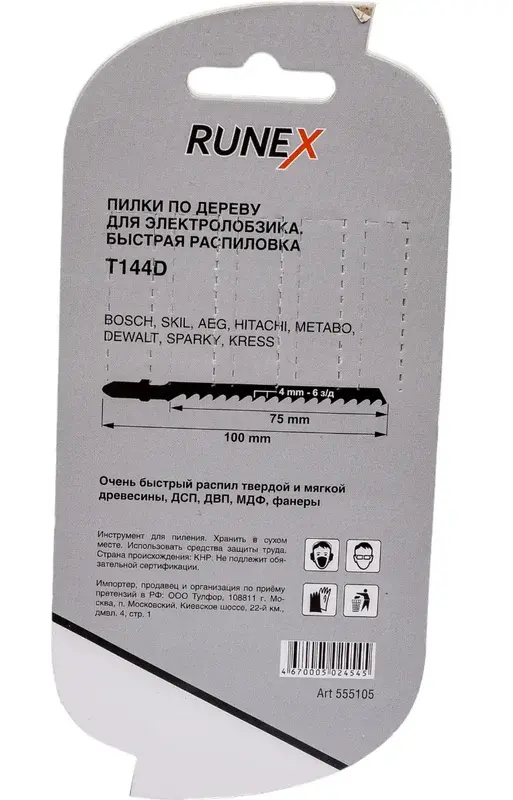 RUNEX
ПИЛКИ ПО ДЕРЕВУ
ДЛЯ ЭЛЕКТРОЛОБЗИКА.
БЫСТРАЯ РАСПИЛОВКА
T144D
BOSCH, SKIL, AEG, HITACHI, METABO,
DEWALT, SPARKY, KRESS
4 mm - 6 з/д
75 mm
100 mm
Очень быстрый распил твердой и мягкой
древесины, ДСП, ДВП, МДФ, фанеры
Инструмент для пиления. Хранить в сухом
месте. Использовать средства защиты труда.
Страна происхождения: КНР. Не подлежит обя-
зательной сертификации.
Импортер, продавец и организация по приёму
претензий в РФ: ООО Тулфор, 108811 г. Мо-
сква, п. Московский, Киевское шоссе, 22-й км.,
дмвл. 4, стр. 1
4670005024545
Art 555105